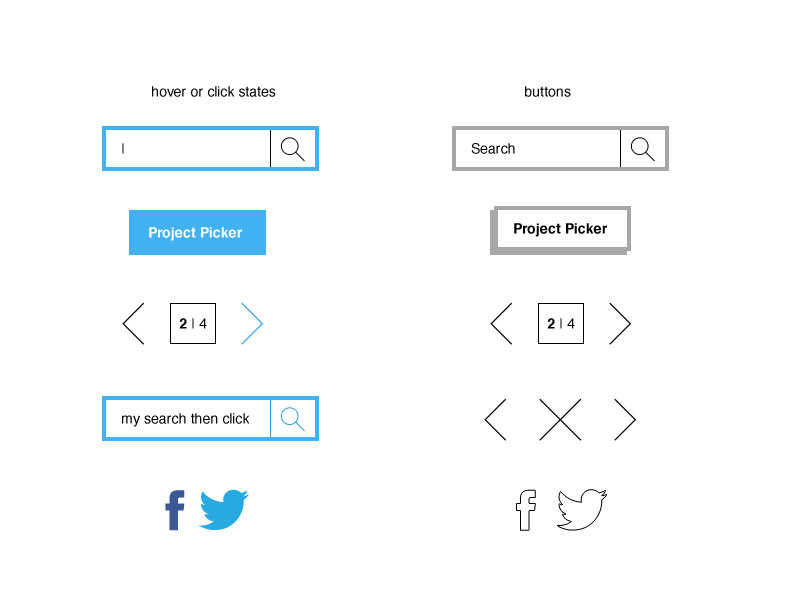 hover or click states
buttons
|
Search
Project Picker
Project Picker
2 | 4
2 | 4
my search then click